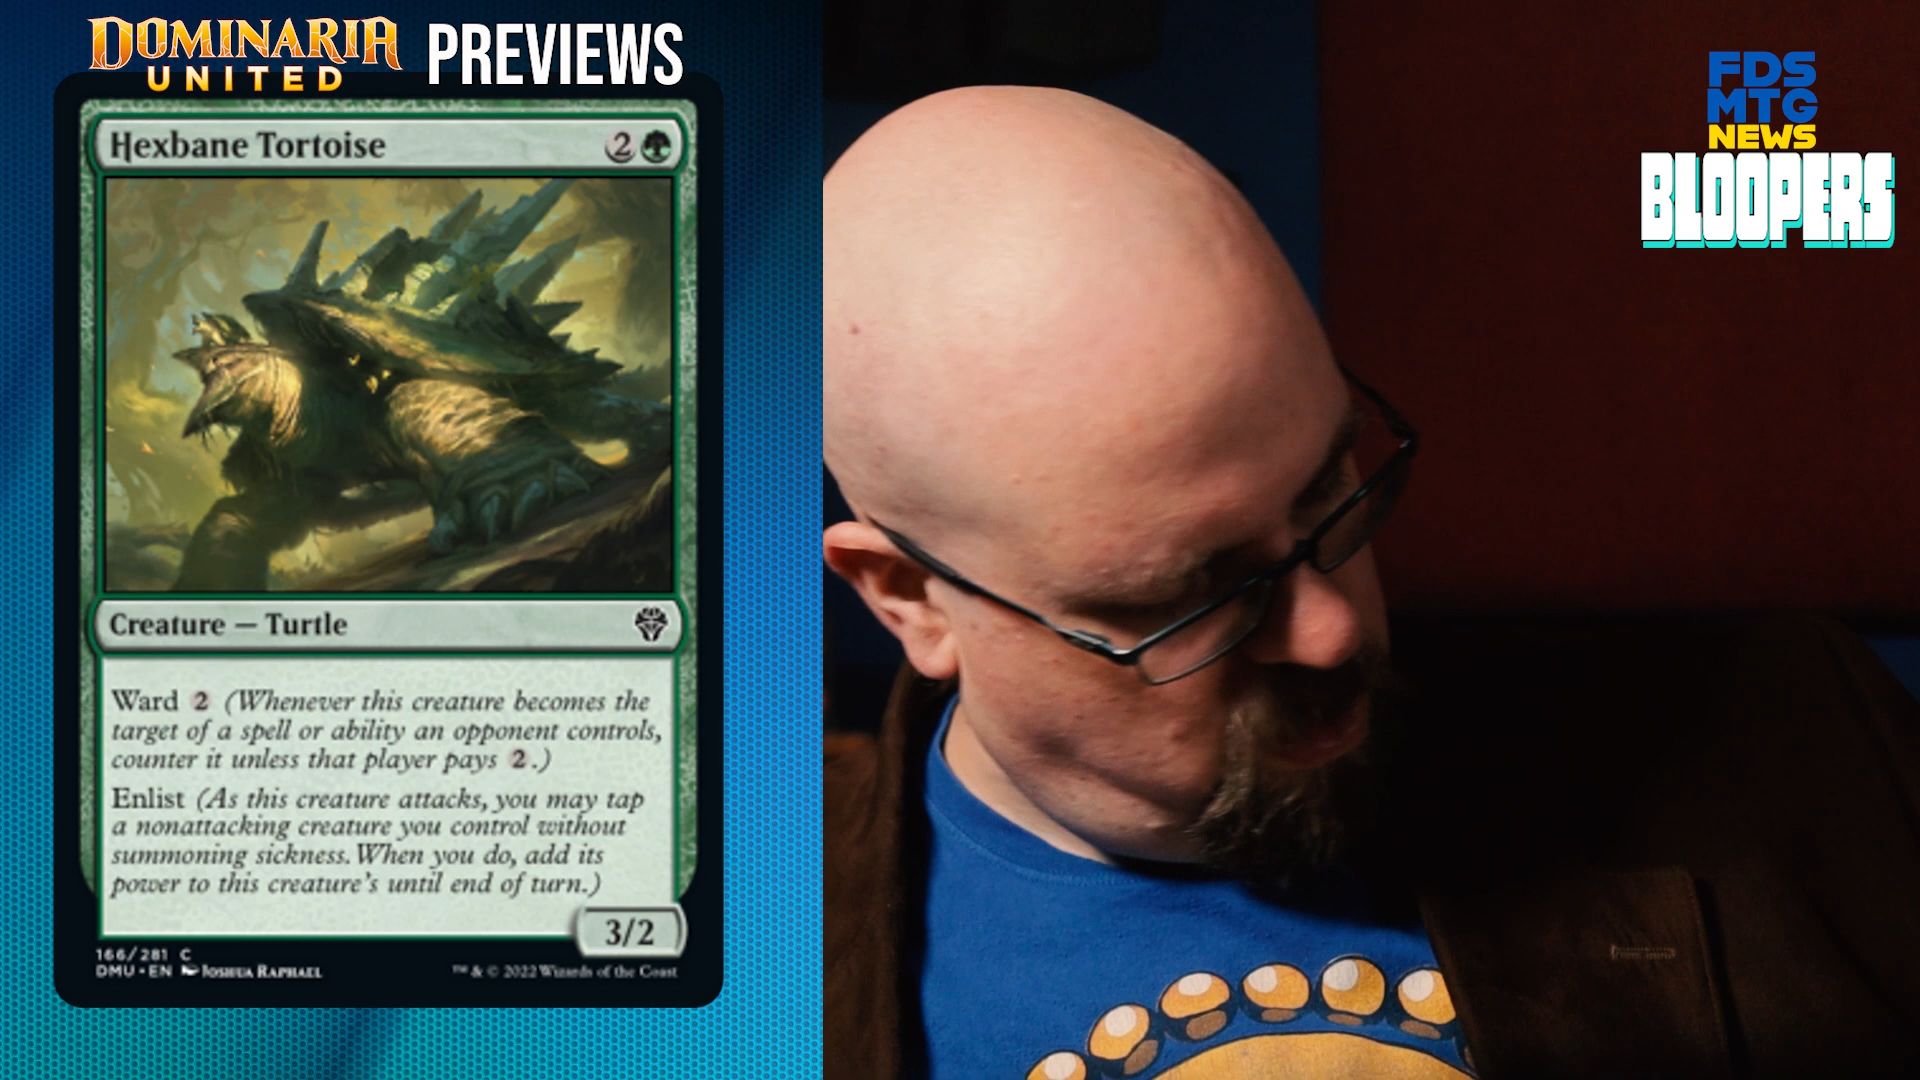 DOMINARIA
UNITED
PREVIEWS
Hexbane Tortoise 2
Creature — Turtle
Ward 2 (Whenever this creature becomes the
target of a spell or ability an opponent controls,
counter it unless that player pays 2.)
Enlist (As this creature attacks, you may tap
a nonattacking creature you control without
summoning sickness. When you do, add its
power to this creature's until end of turn.)
3/2
166/281 C
DMU • EN Joshua Raphael
™ & © 2022 Wizards of the Coast
FDS
MTG
NEWS
BLOOPERS